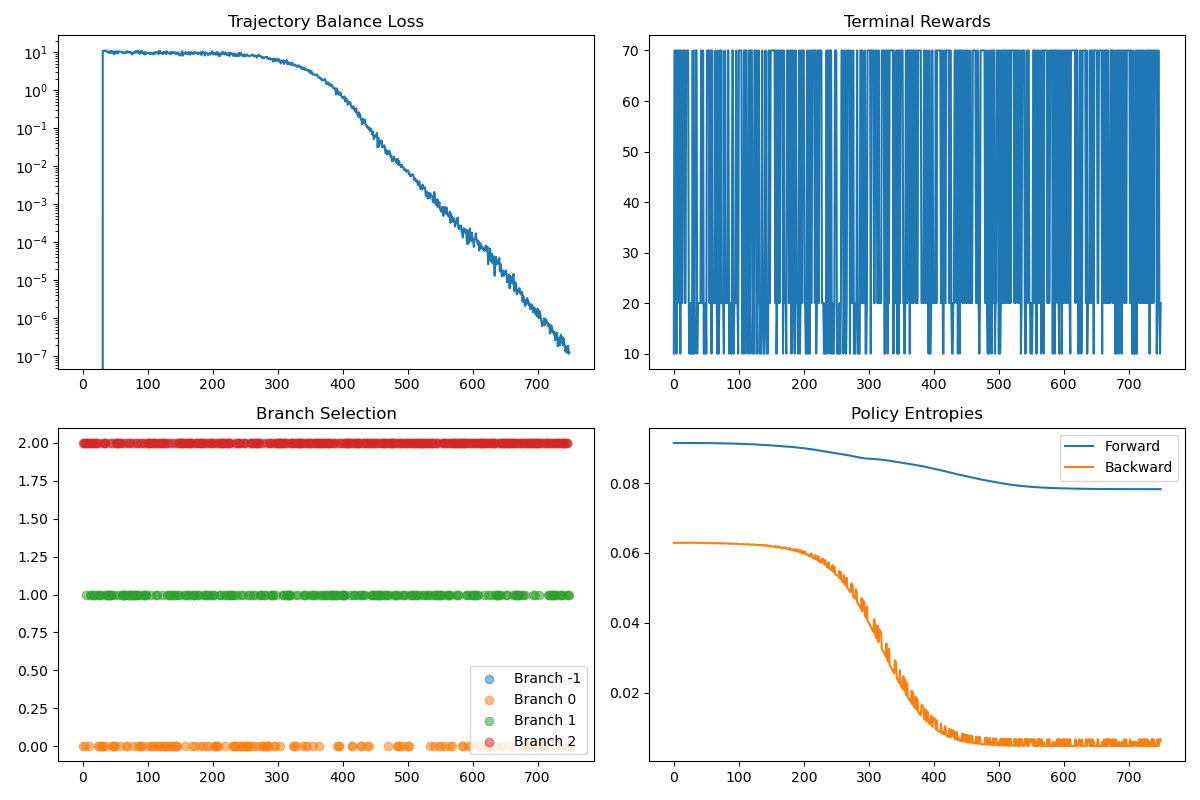 Trajectory Balance Loss
10^1
10^0
10^-1
10^-2
10^-3
10^-4
10^-5
10^-6
10^-7
0 100 200 300 400 500 600 700
Terminal Rewards
70
60
50
40
30
20
10
0 100 200 300 400 500 600 700
Branch Selection
2.00
1.75
1.50
1.25
1.00
0.75
0.50
0.25
0.00
Branch -1
Branch 0
Branch 1
Branch 2
0 100 200 300 400 500 600 700
Policy Entropies
Forward
Backward
0.08
0.06
0.04
0.02
0 100 200 300 400 500 600 700